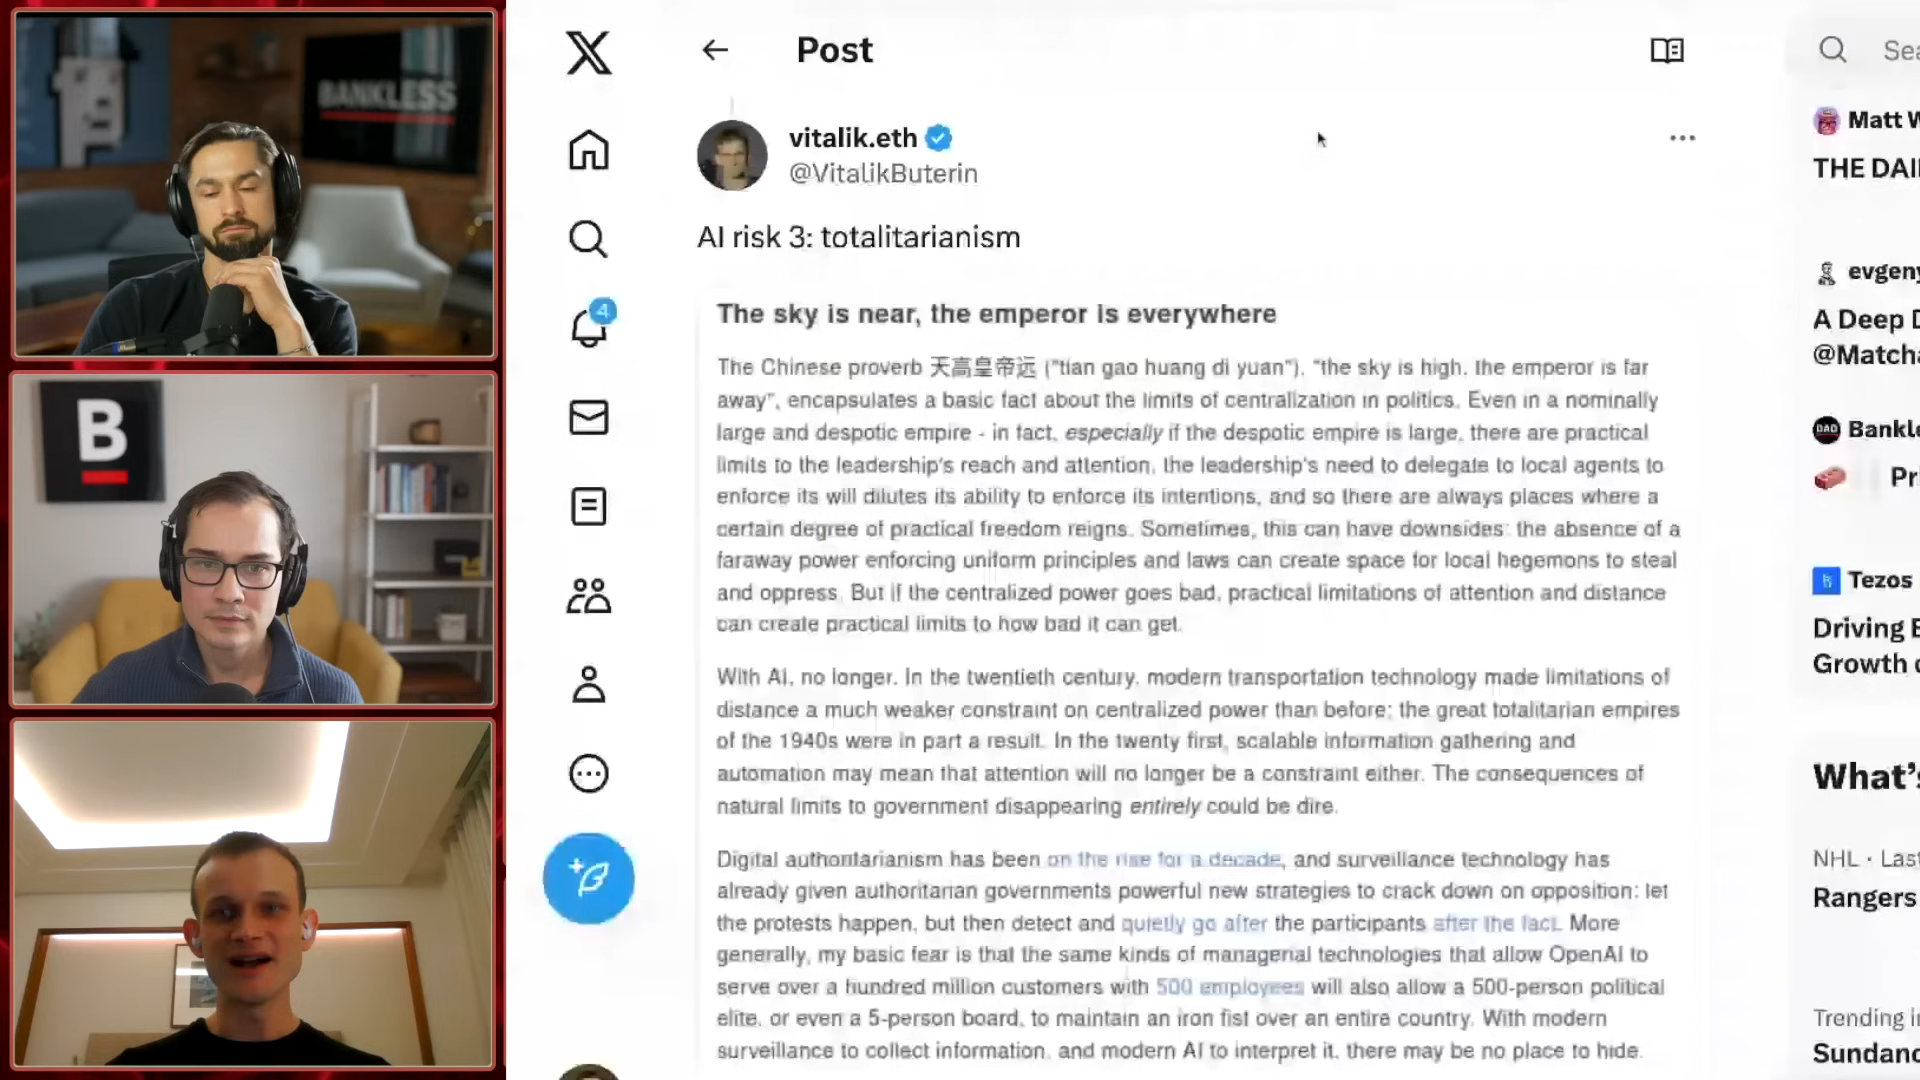 BANKLESS
B
Post
vitalik.eth
@VitalikButerin
AI risk 3: totalitarianism
The sky is near, the emperor is everywhere
The Chinese proverb 天高皇帝远 ("tian gao huang di yuan"), "the sky is high, the emperor is far
away", encapsulates a basic fact about the limits of centralization in politics. Even in a nominally
large and despotic empire - in fact, especially if the despotic empire is large, there are practical
limits to the leadership's reach and attention, the leadership's need to delegate to local agents to
enforce its will dilutes its ability to enforce its intentions, and so there are always places where a
certain degree of practical freedom reigns. Sometimes, this can have downsides: the absence of a
faraway power enforcing uniform principles and laws can create space for local hegemons to steal
and oppress. But if the centralized power goes bad, practical limitations of attention and distance
can create practical limits to how bad it can get.
With AI, no longer. In the twentieth century, modern transportation technology made limitations of
distance a much weaker constraint on centralized power than before; the great totalitarian empires
of the 1940s were in part a result. In the twenty first, scalable information gathering and
automation may mean that attention will no longer be a constraint either. The consequences of
natural limits to government disappearing entirely could be dire.
Digital authoritarianism has been on the rise for a decade, and surveillance technology has
already given authoritarian governments powerful new strategies to crack down on opposition: let
the protests happen, but then detect and quietly go after the participants after the fact. More
generally, my basic fear is that the same kinds of managerial technologies that allow OpenAI to
serve over a hundred million customers with 500 employees will also allow a 500-person political
elite, or even a 5-person board, to maintain an iron fist over an entire country. With modern
surveillance to collect information, and modern AI to interpret it, there may be no place to hide.
4
Sea
Matt W
THE DAI
evgeny
A Deep D
@Matcha
DAO Bankle
Pr
Tezos
Driving E
Growth o
What's
NHL · Last
Rangers
Trending in
Sundanc